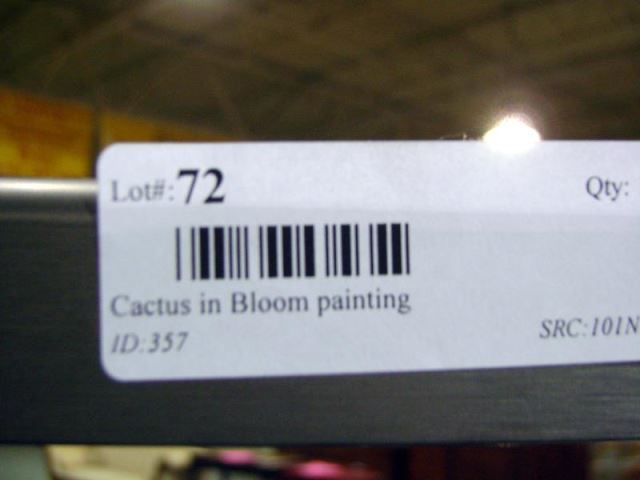 Lot#: 72 Qty:
Cactus in Bloom painting
ID:357 SRC:101N